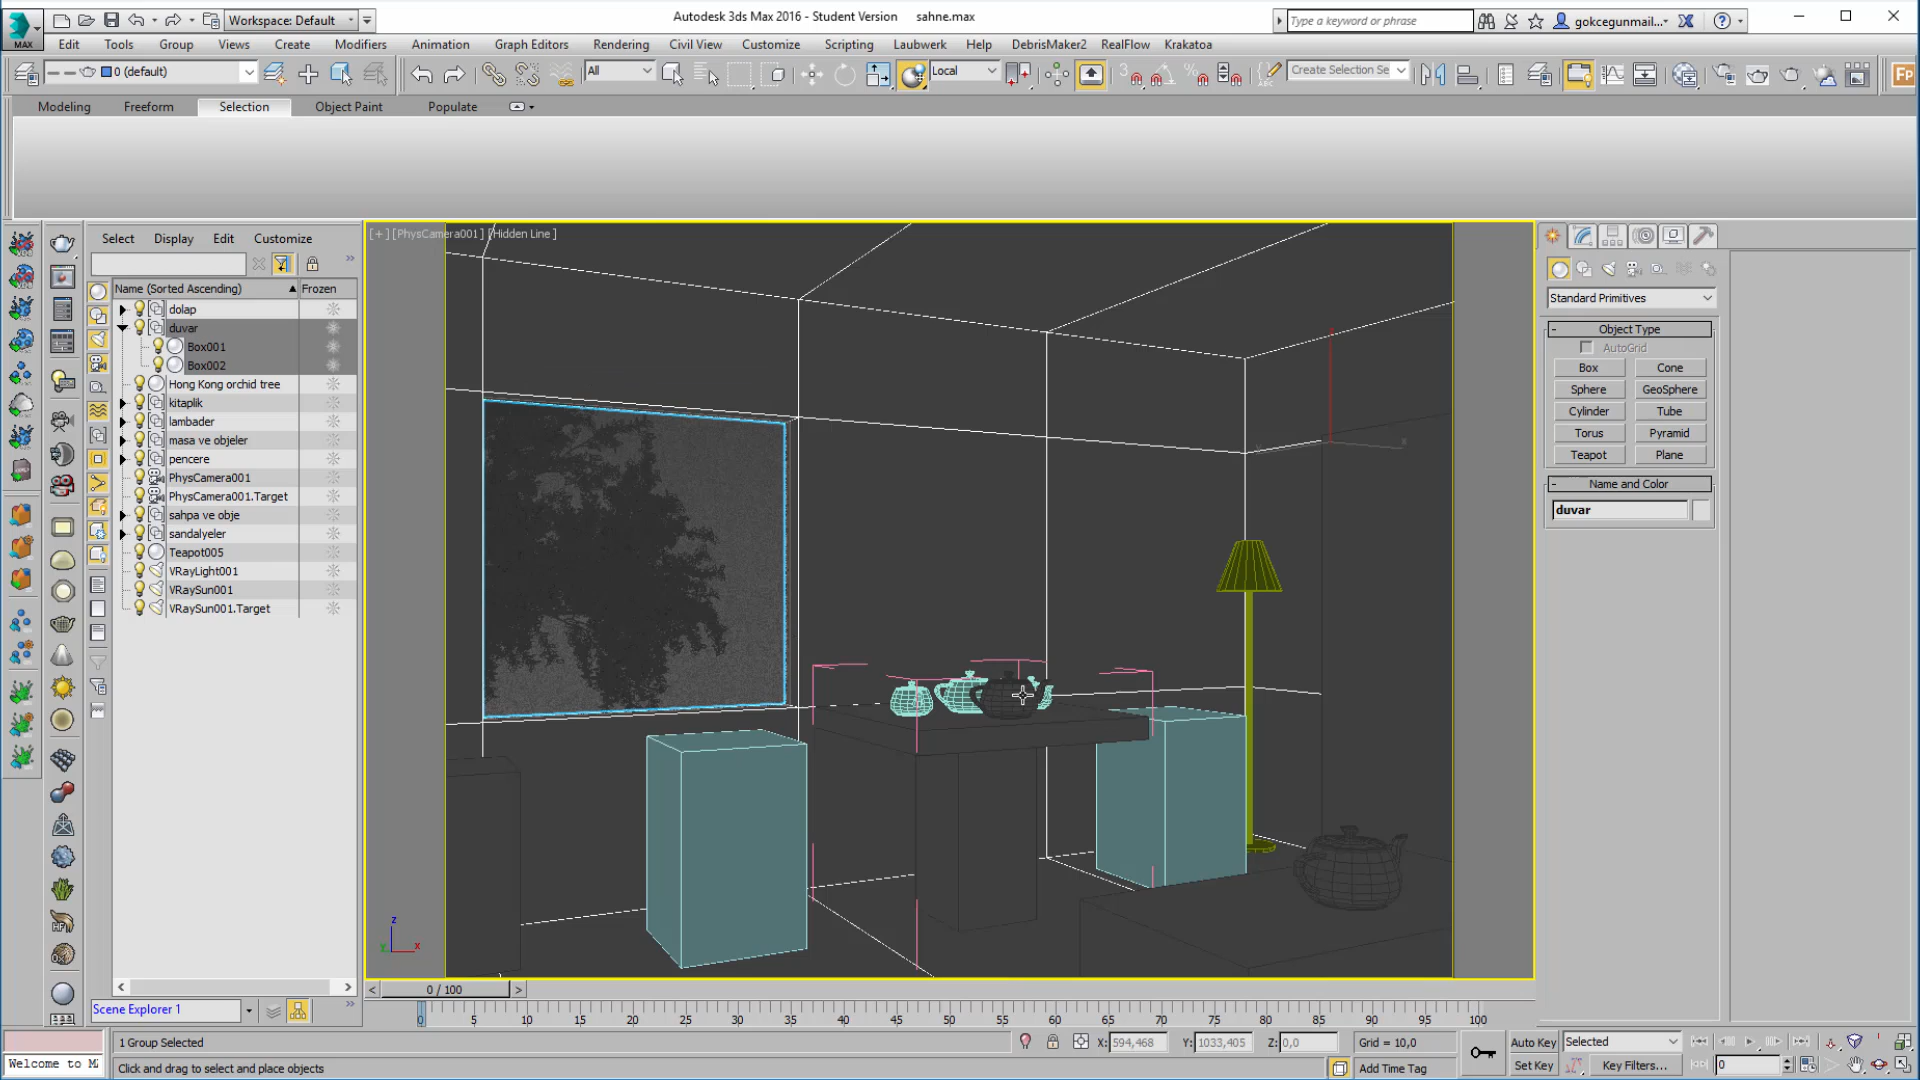 Workspace: Default
Autodesk 3ds Max 2016 - Student Version sahne.max
Type a keyword or phrase
gokcegunmail...
MAX
Edit Tools Group Views Create Modifiers Animation Graph Editors Rendering Civil View Customize Scripting Laubwerk Help DebrisMaker2 RealFlow Krakatoa
0 (default)
All
Local
Create Selection Se
Modeling Freeform Selection Object Paint Populate
Select Display Edit Customize
Name (Sorted Ascending) Frozen
dolap
duvar
Box001
Box002
Hong Kong orchid tree
kitaplik
lambader
masa ve objeler
pencere
PhysCamera001
PhysCamera001.Target
sahpa ve obje
sandalyeler
Teapot005
VRayLight001
VRaySun001
VRaySun001.Target
[+] [PhysCamera001] [Hidden Line]
Standard Primitives
Object Type
AutoGrid
Box Cone
Sphere GeoSphere
Cylinder Tube
Torus Pyramid
Teapot Plane
Name and Color
duvar
z
x
Y
Scene Explorer 1
0 / 100
0 5 10 15 20 25 30 35 40 45 50 55 60 65 70 75 80 85 90 95 100
1 Group Selected
X: 594,468 Y: 1033,405 Z: 0,0 Grid = 10,0
Auto Key Selected
Welcome to M
Click and drag to select and place objects
Add Time Tag
Set Key Key Filters... 0